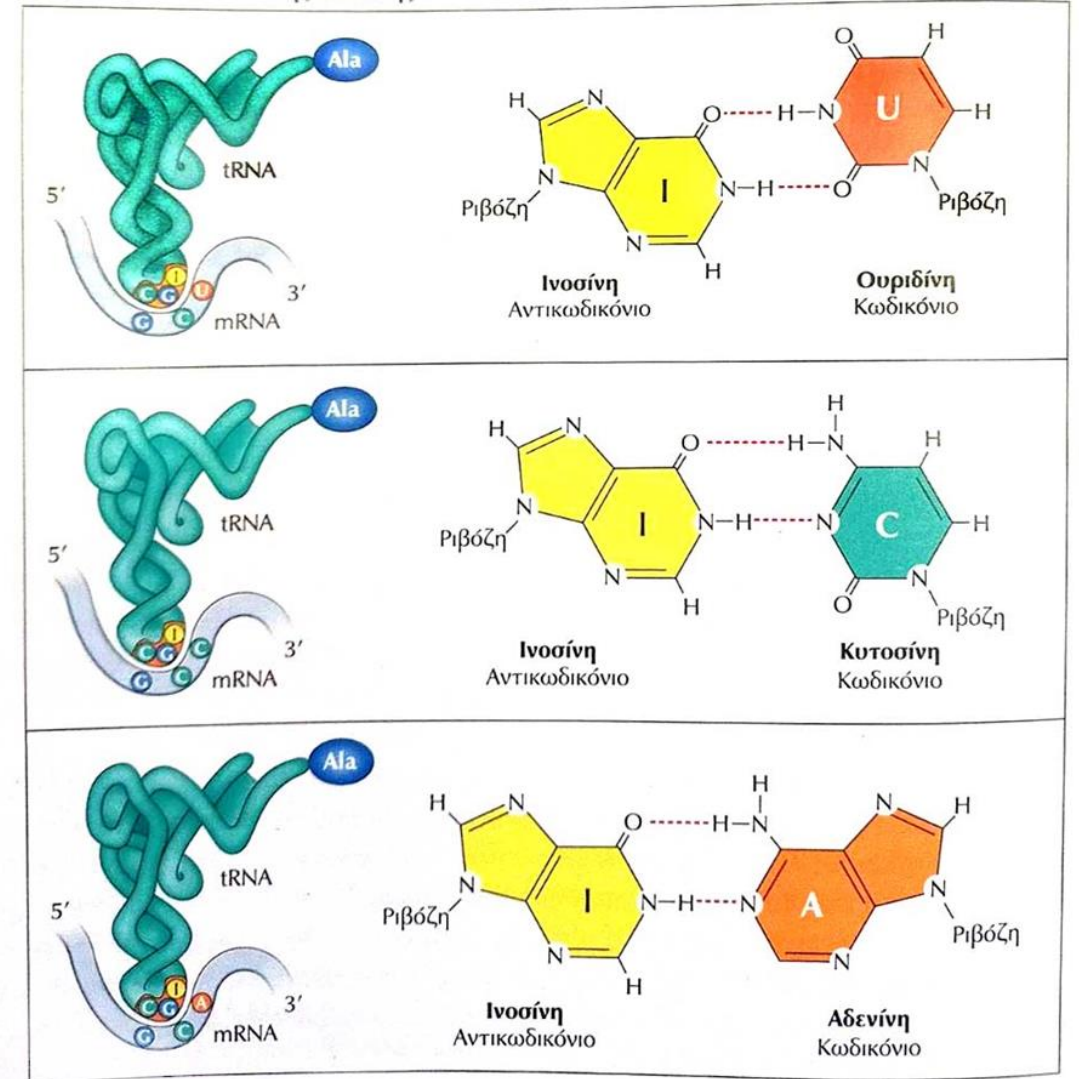 Ala
tRNA
5′
I
C G U
G C
mRNA
3′
H
N
O
H
N
O
H
H
U
I
N
Ριβόζη
N
H
O
N
Ριβόζη
N
H
Ινοσίνη
Αντικωδικόνιο
Ουριδίνη
Κωδικόνιο
Ala
tRNA
5′
I
C G C
G C
mRNA
3′
H
N
O
H
N
H
H
I
N
Ριβόζη
N
H
N
C
H
N
H
O
N
Ριβόζη
Ινοσίνη
Αντικωδικόνιο
Κυτοσίνη
Κωδικόνιο
Ala
tRNA
5′
I
C G A
G C
mRNA
3′
H
N
O
H
N
H
N
H
I
N
Ριβόζη
N
H
N
A
N
Ριβόζη
N
H
N
Ινοσίνη
Αντικωδικόνιο
Αδενίνη
Κωδικόνιο